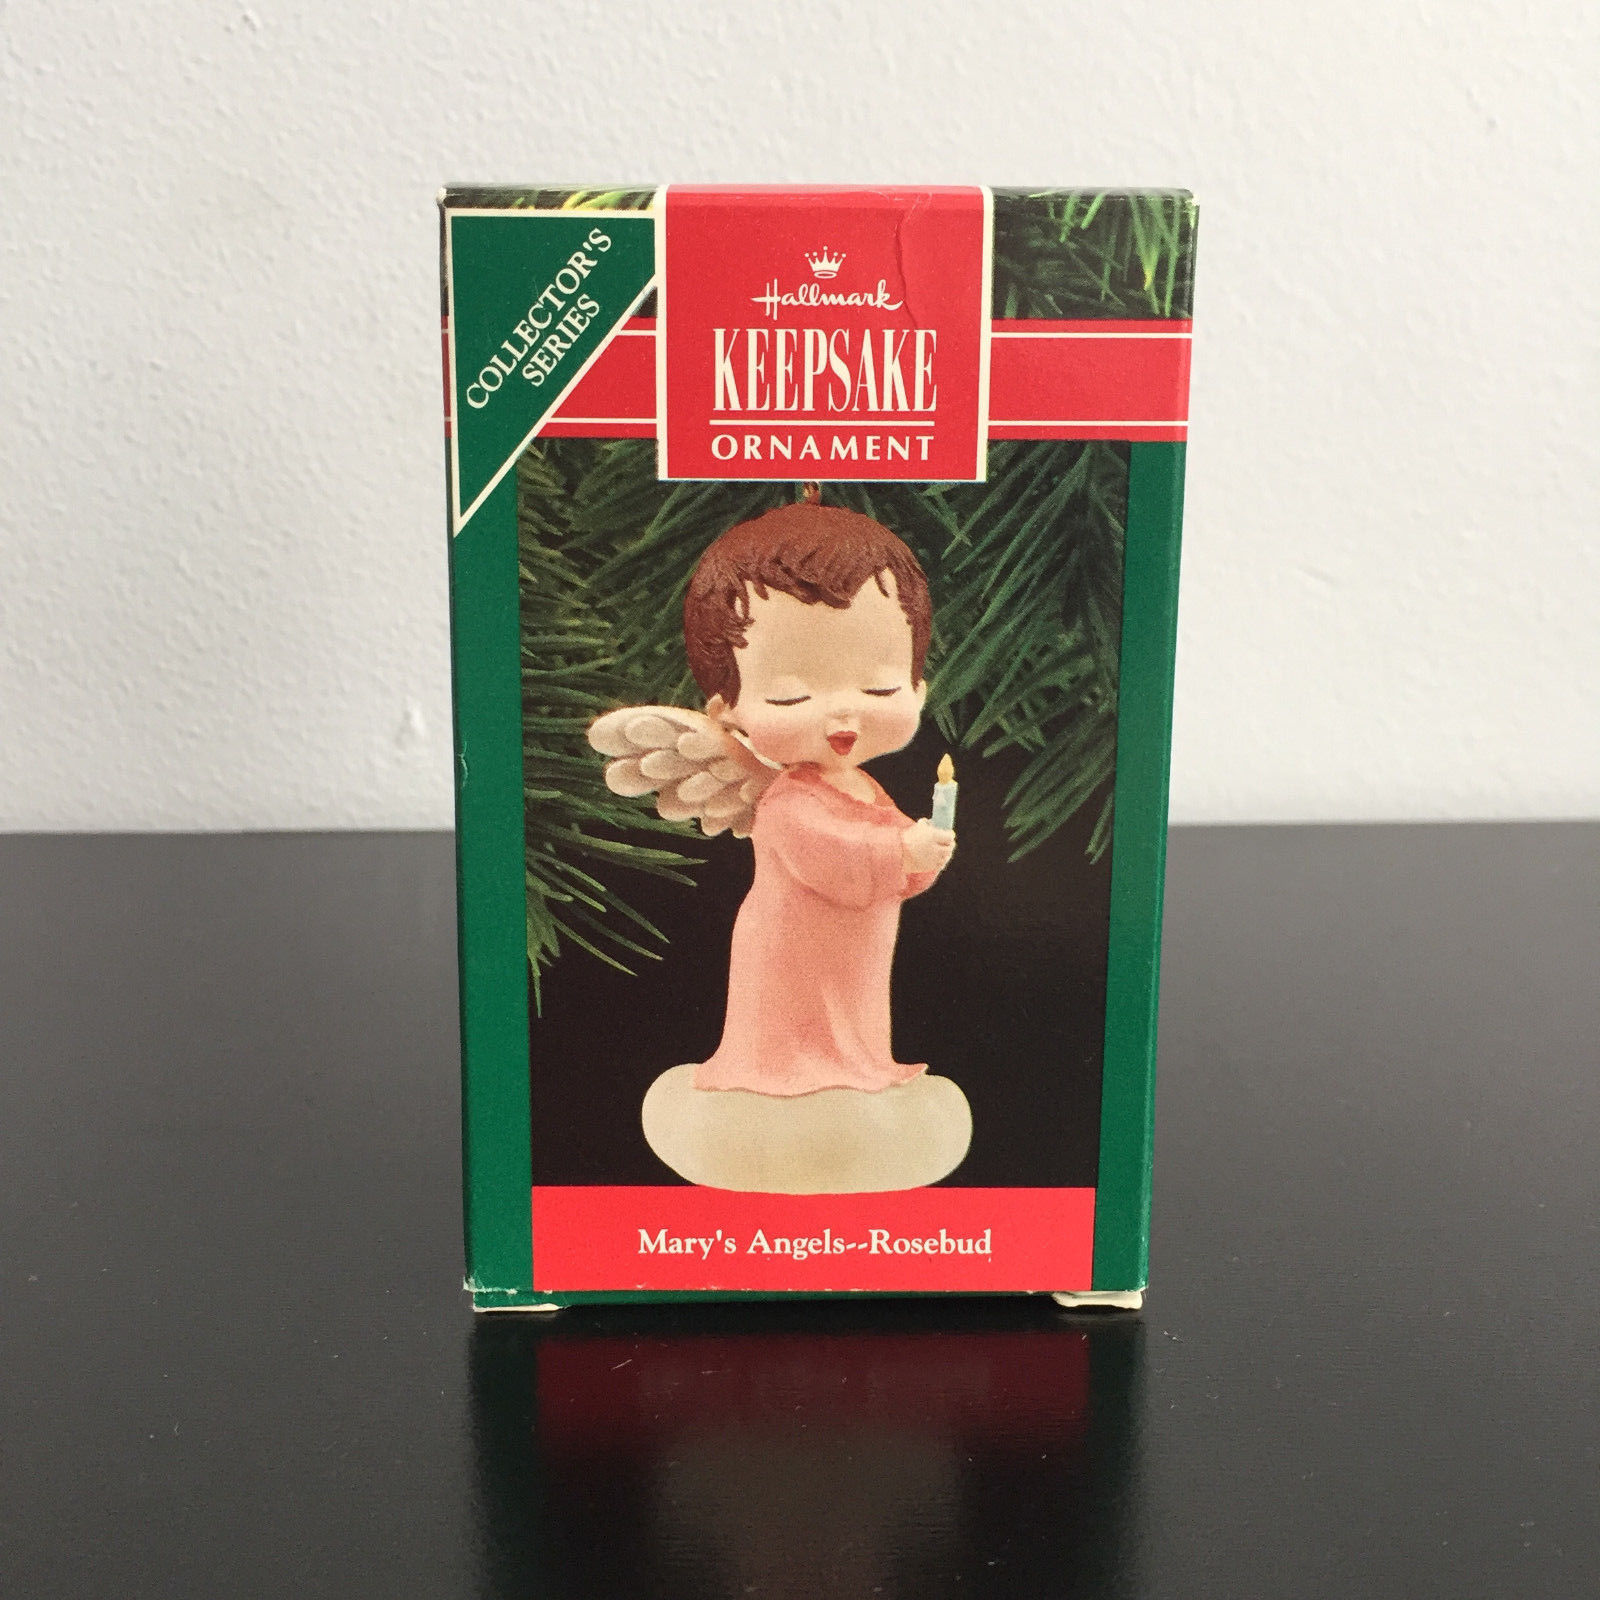 COLLECTOR'S
SERIES
Hallmark
KEEPSAKE
ORNAMENT
Mary's Angels--Rosebud